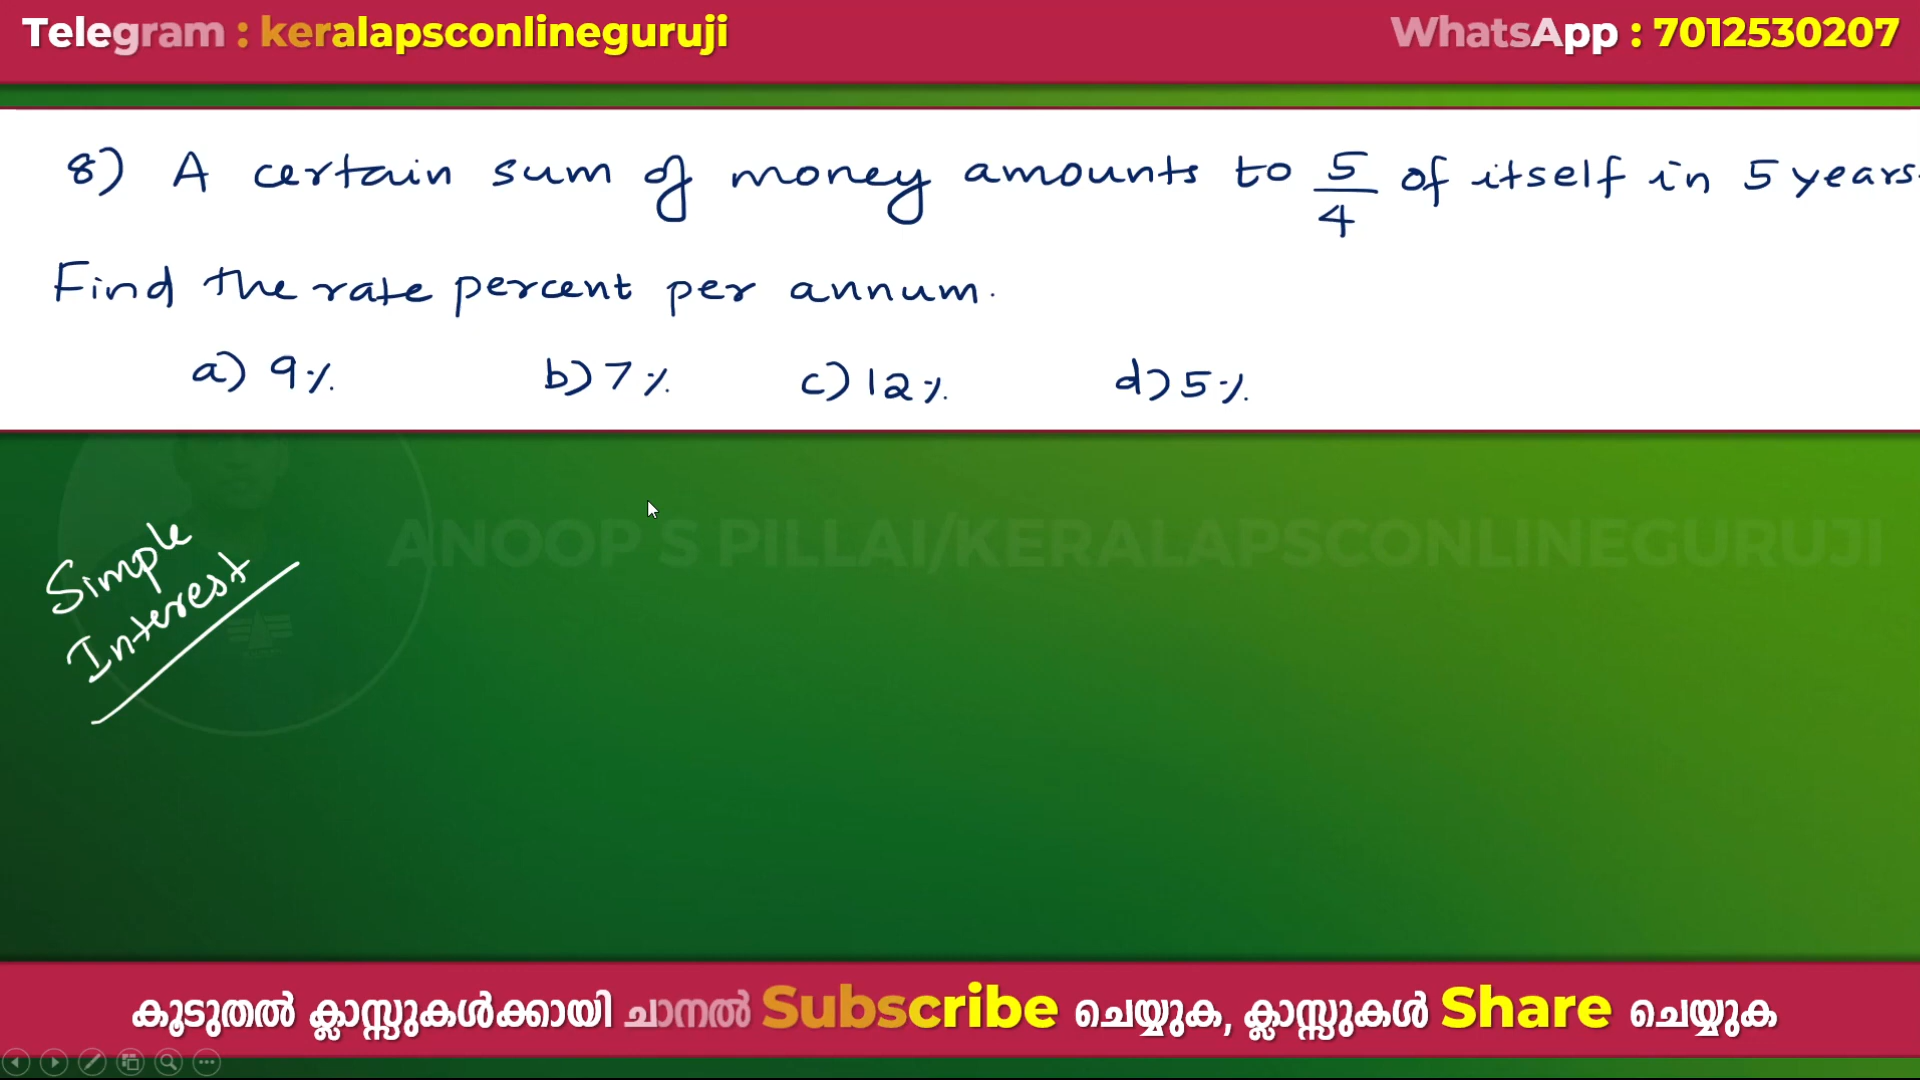 Telegram : keralapsconlineguruji
WhatsApp : 7012530207
8) A certain sum of money amounts to 5/4 of itself in 5 years.
Find the rate percent per annum.
a) 9% b) 7% c) 12% d) 5%
ANOOP S PILLAI/KERALAPSCONLINEGURUJI
Simple
Interest
കൂടുതൽ ക്ലാസ്സുകൾക്കായി ചാനൽ Subscribe ചെയ്യുക, ക്ലാസ്സുകൾ Share ചെയ്യുക